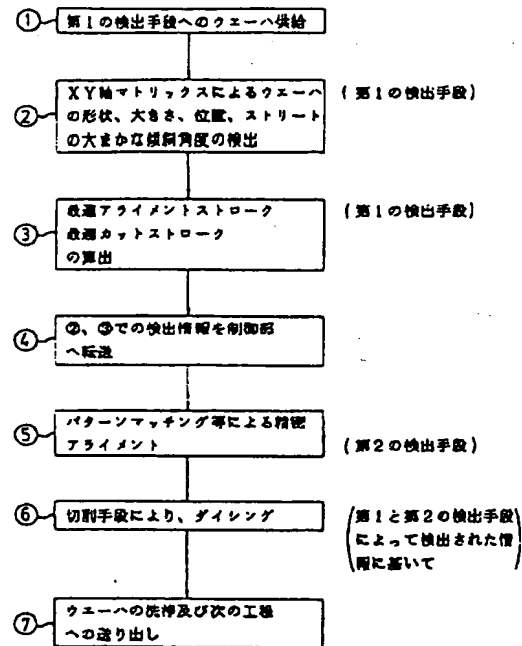 ① 第1の検出手段へのウエーハ供給
② XY軸マトリックスによるウエーハ
の形状、大きさ、位置、ストリート
の大まかな傾斜角度の検出
(第1の検出手段)
③ 最適アライメントストローク
最適カットストローク
の算出
(第1の検出手段)
④ ②、③での検出情報を制御部
へ転送
⑤ パターンマッチング等による精密
アライメント
(第2の検出手段)
⑥ 切削手段により、ダイシング
(第1と第2の検出手段
によって検出された情
報に基いて)
⑦ ウエーハの洗浄及び次の工程
への送り出し